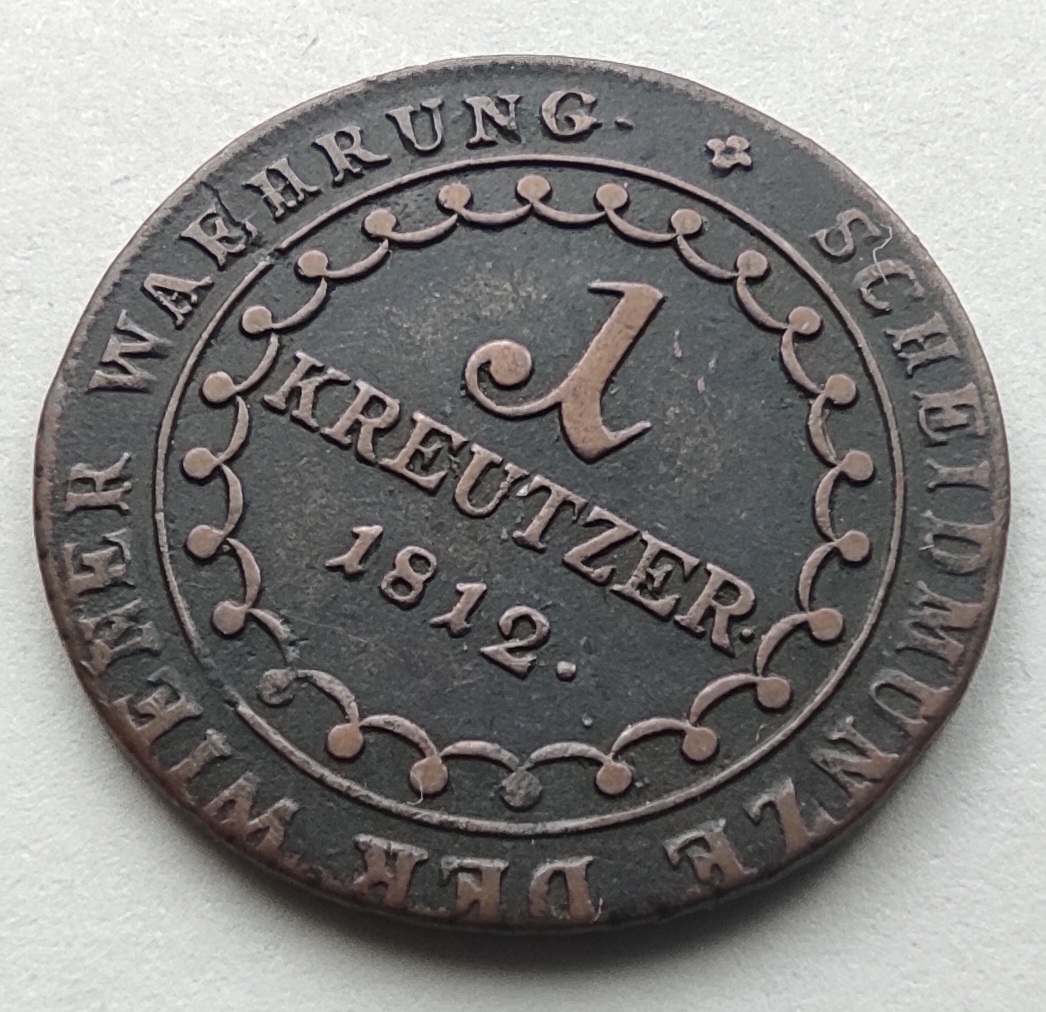 SCHEIDMUNZE DER WIENER WAEHRUNG.
1
KREUTZER.
1812.